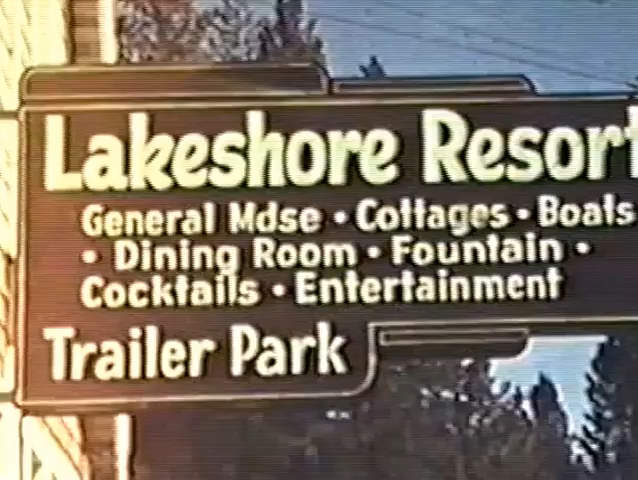 Lakeshore Resort
General Mdse • Cottages • Boats
• Dining Room • Fountain •
Cocktails • Entertainment
Trailer Park